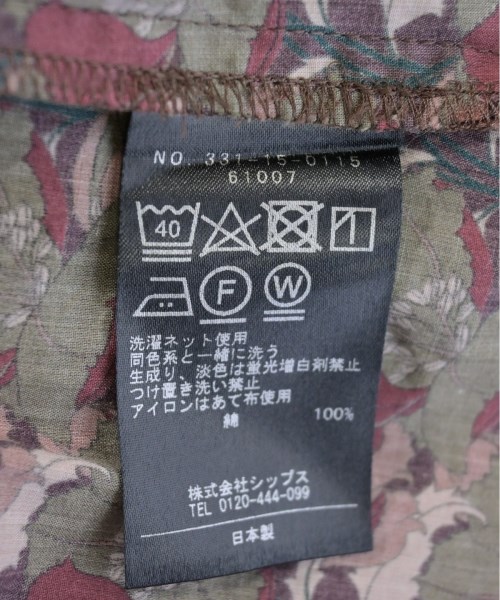 NO. 331-15-0115
61007
40
F W
洗濯ネット使用
同色系と一緒に洗う
生成り、淡色は蛍光増白剤禁止
つけ置き洗い禁止
アイロンはあて布使用
綿 100%
株式会社シップス
TEL 0120-444-099
日本製